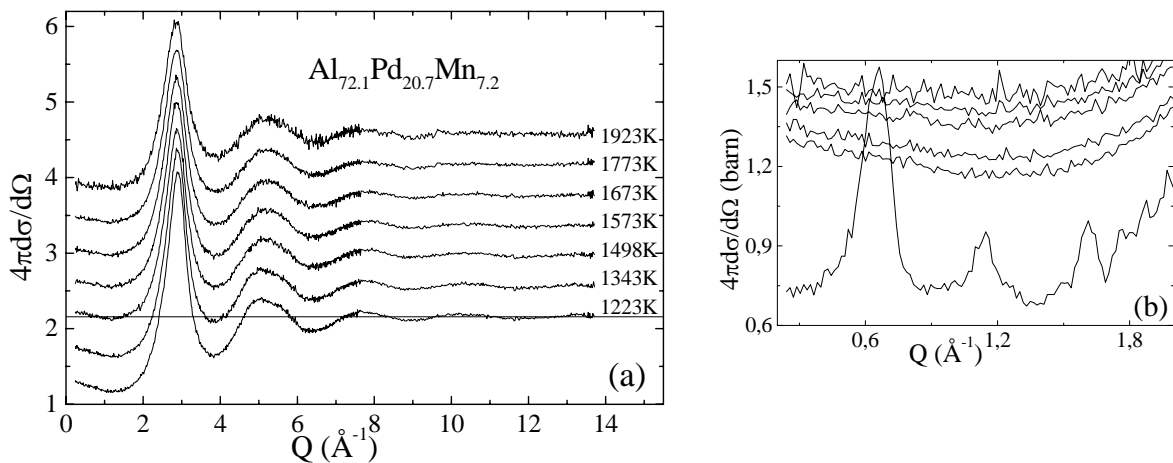 Al72.1Pd20.7Mn7.2
1923K
1773K
1673K
1573K
1498K
1343K
1223K
6
5
4
3
2
1
4πdσ/dΩ
0 2 4 6 8 10 12 14
Q (Å-1)
(a)
1,5
1,2
0,9
0,6
4πdσ/dΩ (barn)
0,6 1,2 1,8
Q (Å-1)
(b)